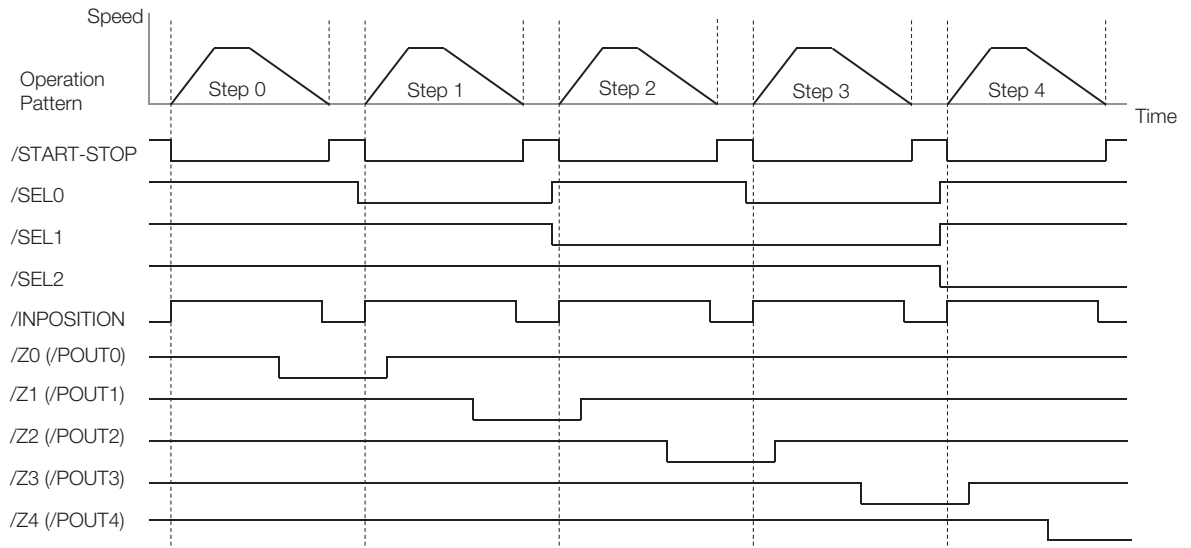 Speed
Operation
Pattern
Step 0
Step 1
Step 2
Step 3
Step 4
Time
/START-STOP
/SEL0
/SEL1
/SEL2
/INPOSITION
/Z0 (/POUT0)
/Z1 (/POUT1)
/Z2 (/POUT2)
/Z3 (/POUT3)
/Z4 (/POUT4)